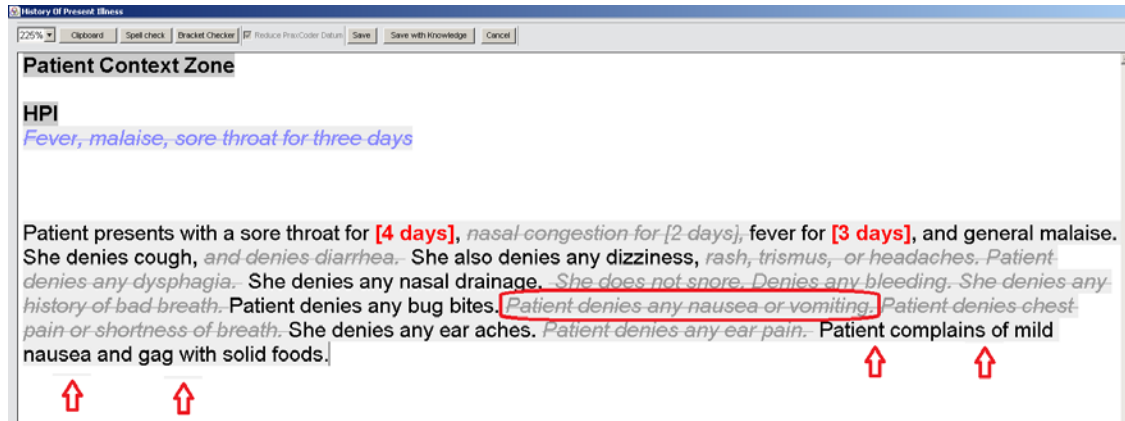 History Of Present Illness
225% Clipboard Spell check Bracket Checker Reduce PraxCoder Datum Save Save with Knowledge Cancel
Patient Context Zone
HPI
Fever, malaise, sore throat for three days
Patient presents with a sore throat for [4 days], nasal congestion for [2 days], fever for [3 days], and general malaise.
She denies cough, and denies diarrhea. She also denies any dizziness, rash, trismus, or headaches. Patient
denies any dysphagia. She denies any nasal drainage. She does not snore. Denies any bleeding. She denies any
history of bad breath. Patient denies any bug bites. Patient denies any nausea or vomiting. Patient denies chest
pain or shortness of breath. She denies any ear aches. Patient denies any ear pain. Patient complains of mild
nausea and gag with solid foods.